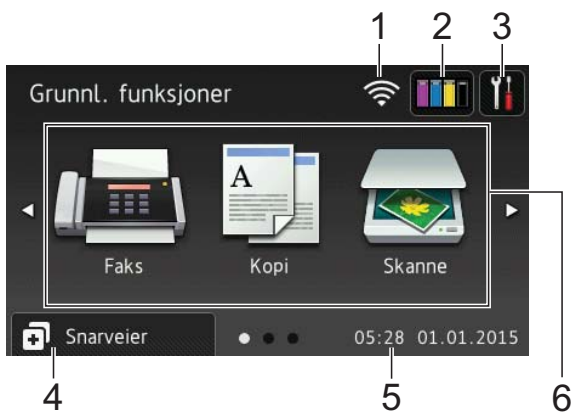 1 2 3
Grunnl. funksjoner
A
Faks Kopi Skanne
Snarveier 05:28 01.01.2015
4 5 6